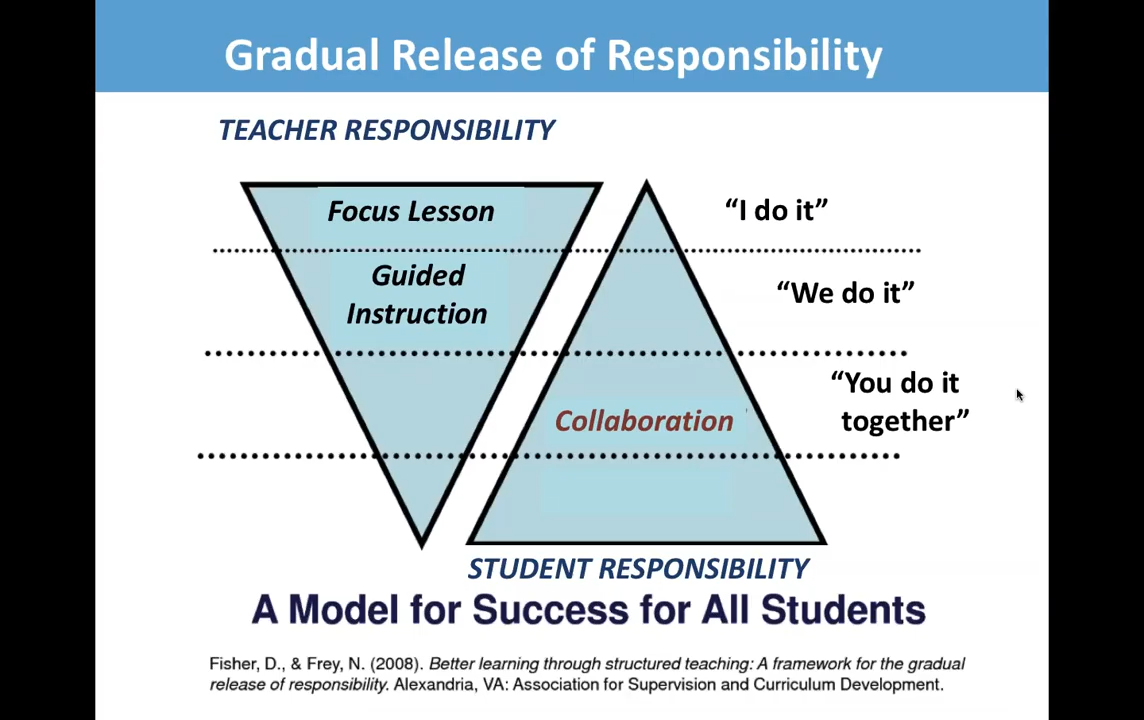 Gradual Release of Responsibility
TEACHER RESPONSIBILITY
Focus Lesson
“I do it”
Guided
Instruction
“We do it”
“You do it
together”
Collaboration
STUDENT RESPONSIBILITY
A Model for Success for All Students
Fisher, D., & Frey, N. (2008). Better learning through structured teaching: A framework for the gradual
release of responsibility. Alexandria, VA: Association for Supervision and Curriculum Development.